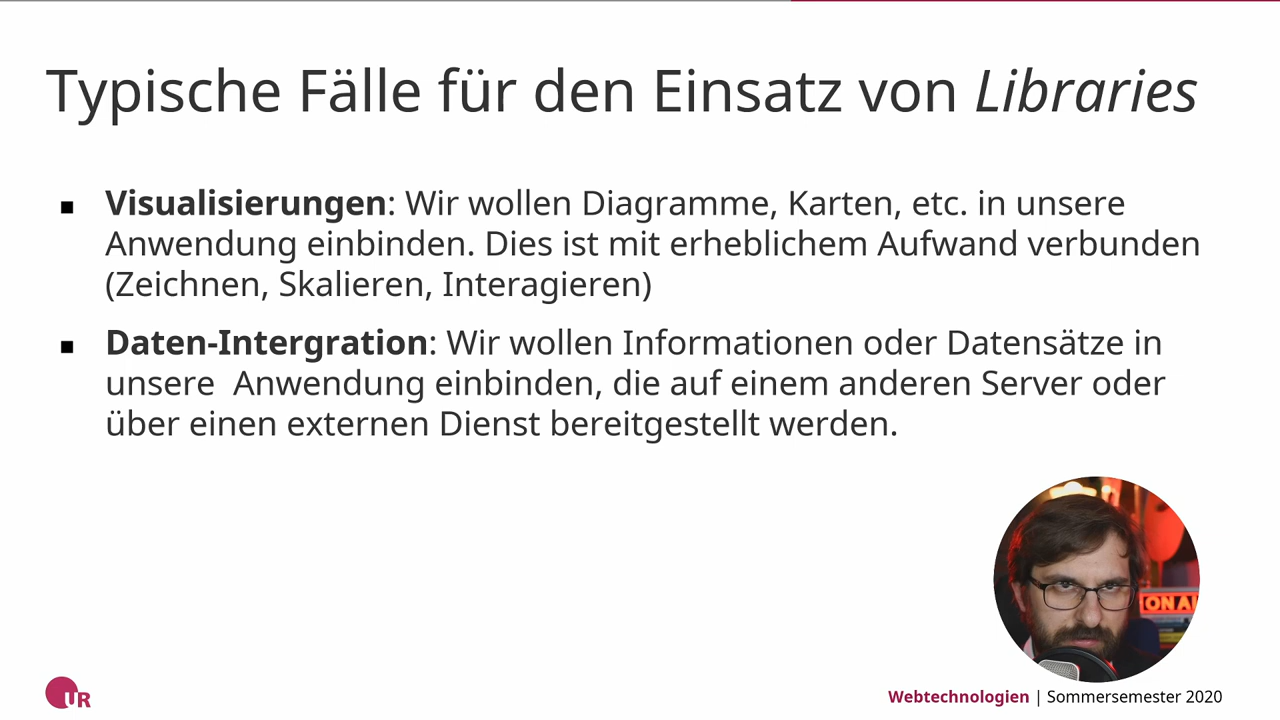 Typische Fälle für den Einsatz von Libraries
▪ Visualisierungen: Wir wollen Diagramme, Karten, etc. in unsere
Anwendung einbinden. Dies ist mit erheblichem Aufwand verbunden
(Zeichnen, Skalieren, Interagieren)
▪ Daten-Intergration: Wir wollen Informationen oder Datensätze in
unsere  Anwendung einbinden, die auf einem anderen Server oder
über einen externen Dienst bereitgestellt werden.
ON A
UR
Webtechnologien | Sommersemester 2020